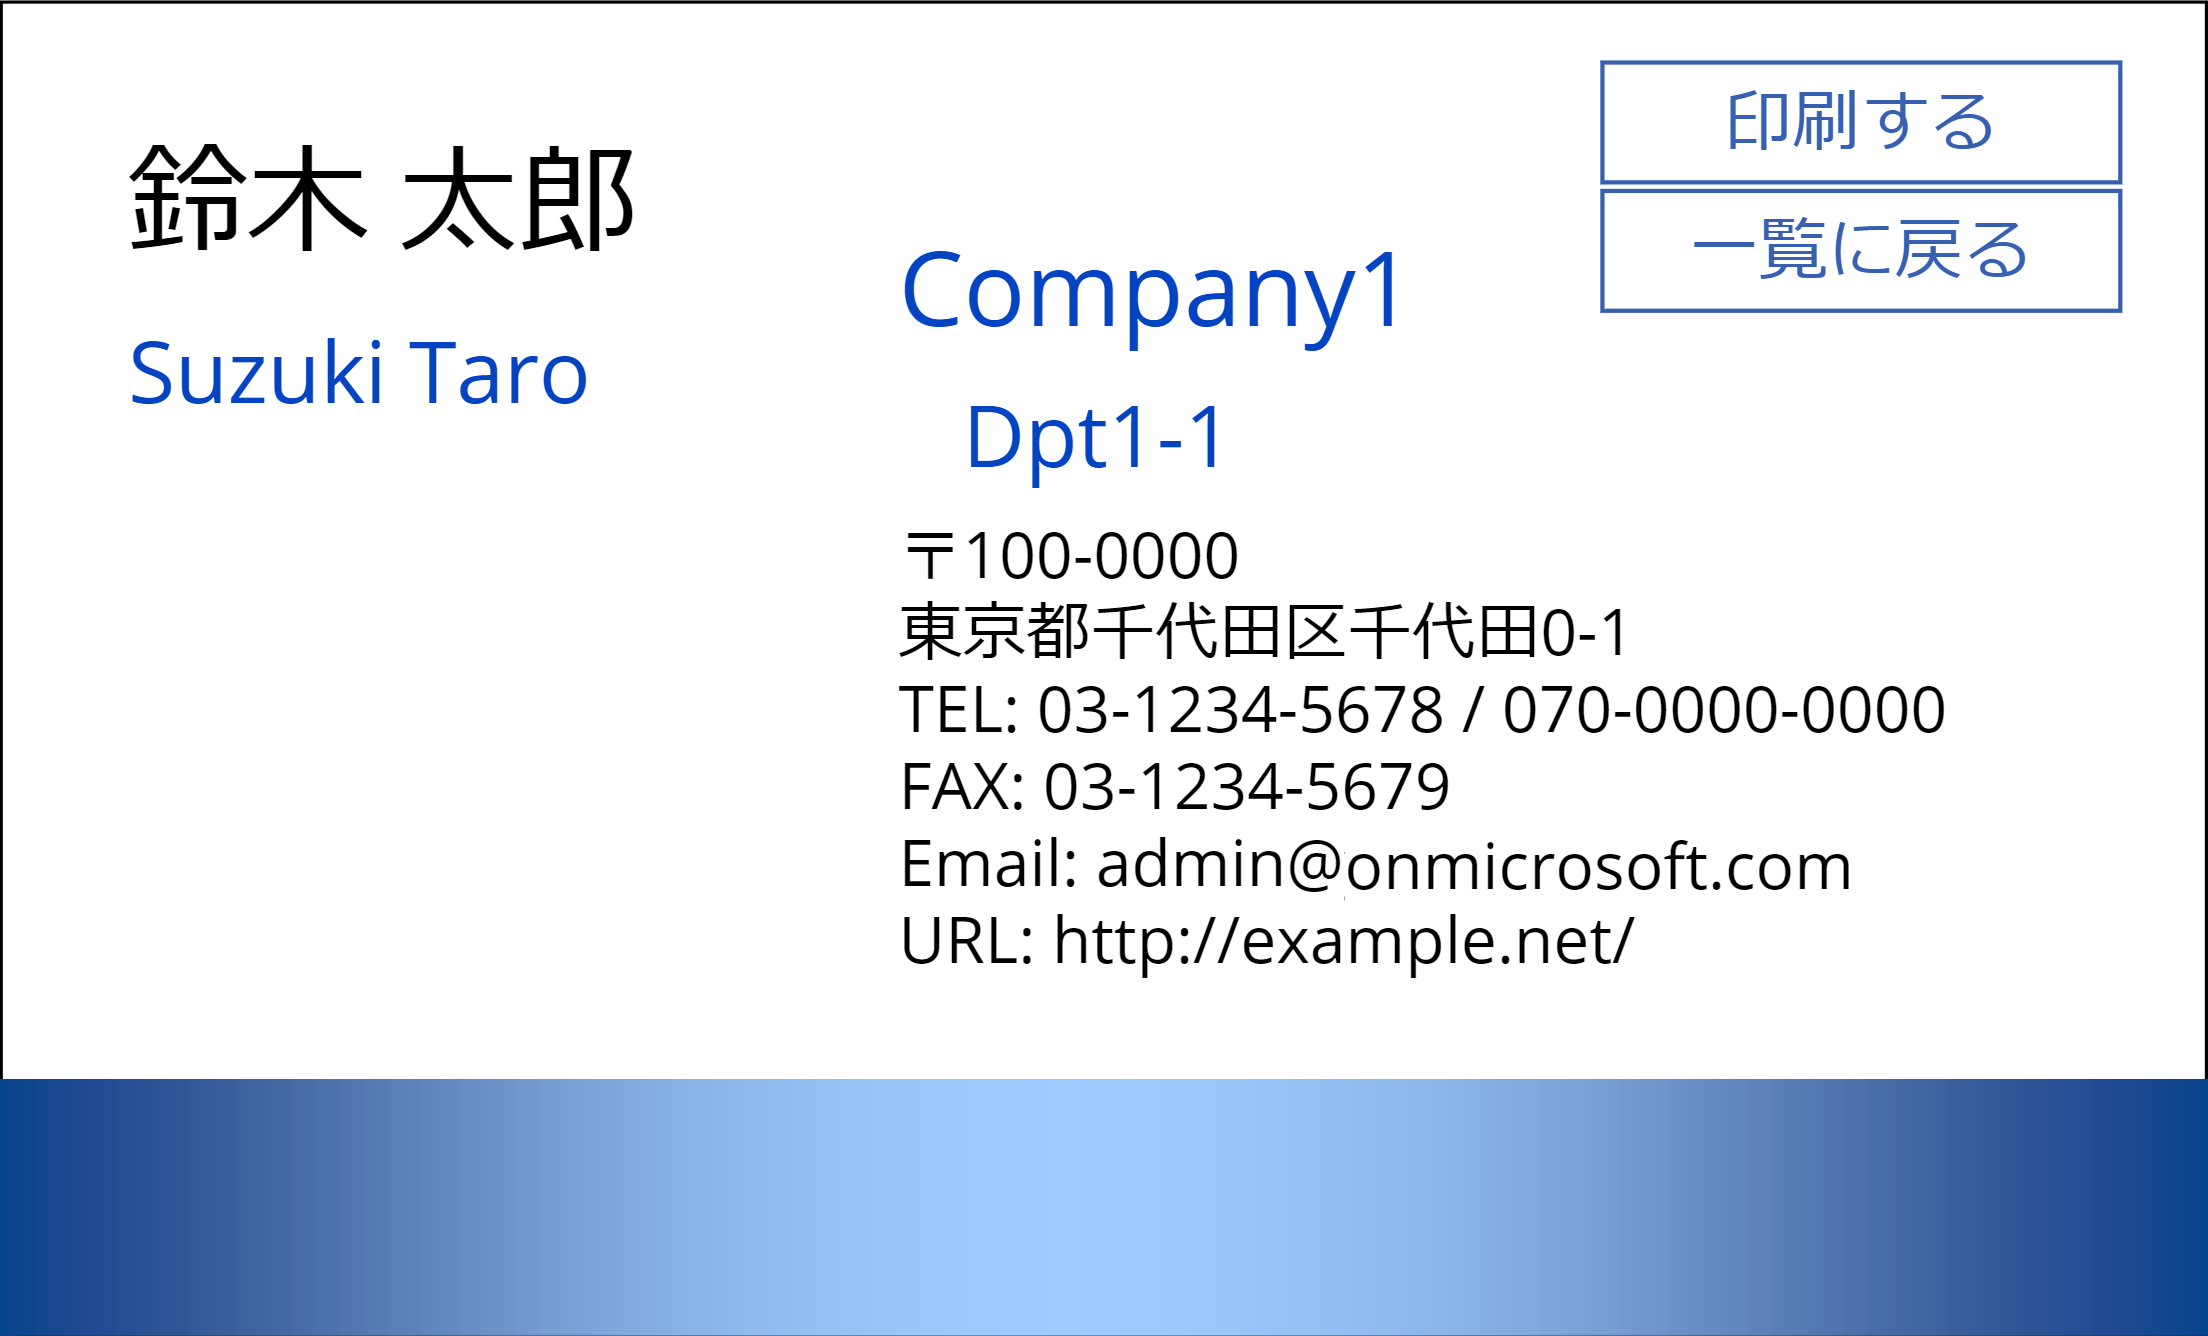 鈴木 太郎
Suzuki Taro
印刷する
一覧に戻る
Company1
Dpt1-1
〒100-0000
東京都千代田区千代田0-1
TEL: 03-1234-5678 / 070-0000-0000
FAX: 03-1234-5679
Email: admin@onmicrosoft.com
URL: http://example.net/